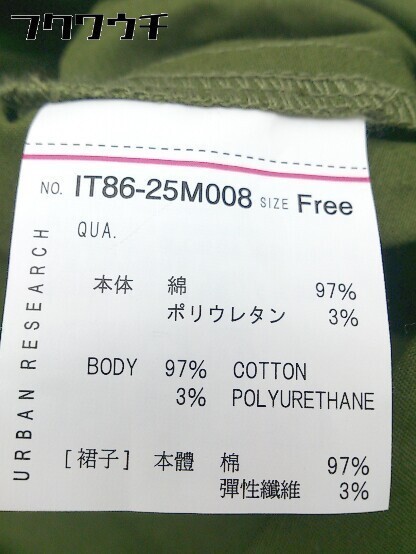 フクワウチ
NO. IT86-25M008 SIZE Free
QUA.
本体 綿 97%
ポリウレタン 3%
BODY 97% COTTON
3% POLYURETHANE
[裙子] 本體 棉 97%
彈性纖維 3%
URBAN RESEARCH